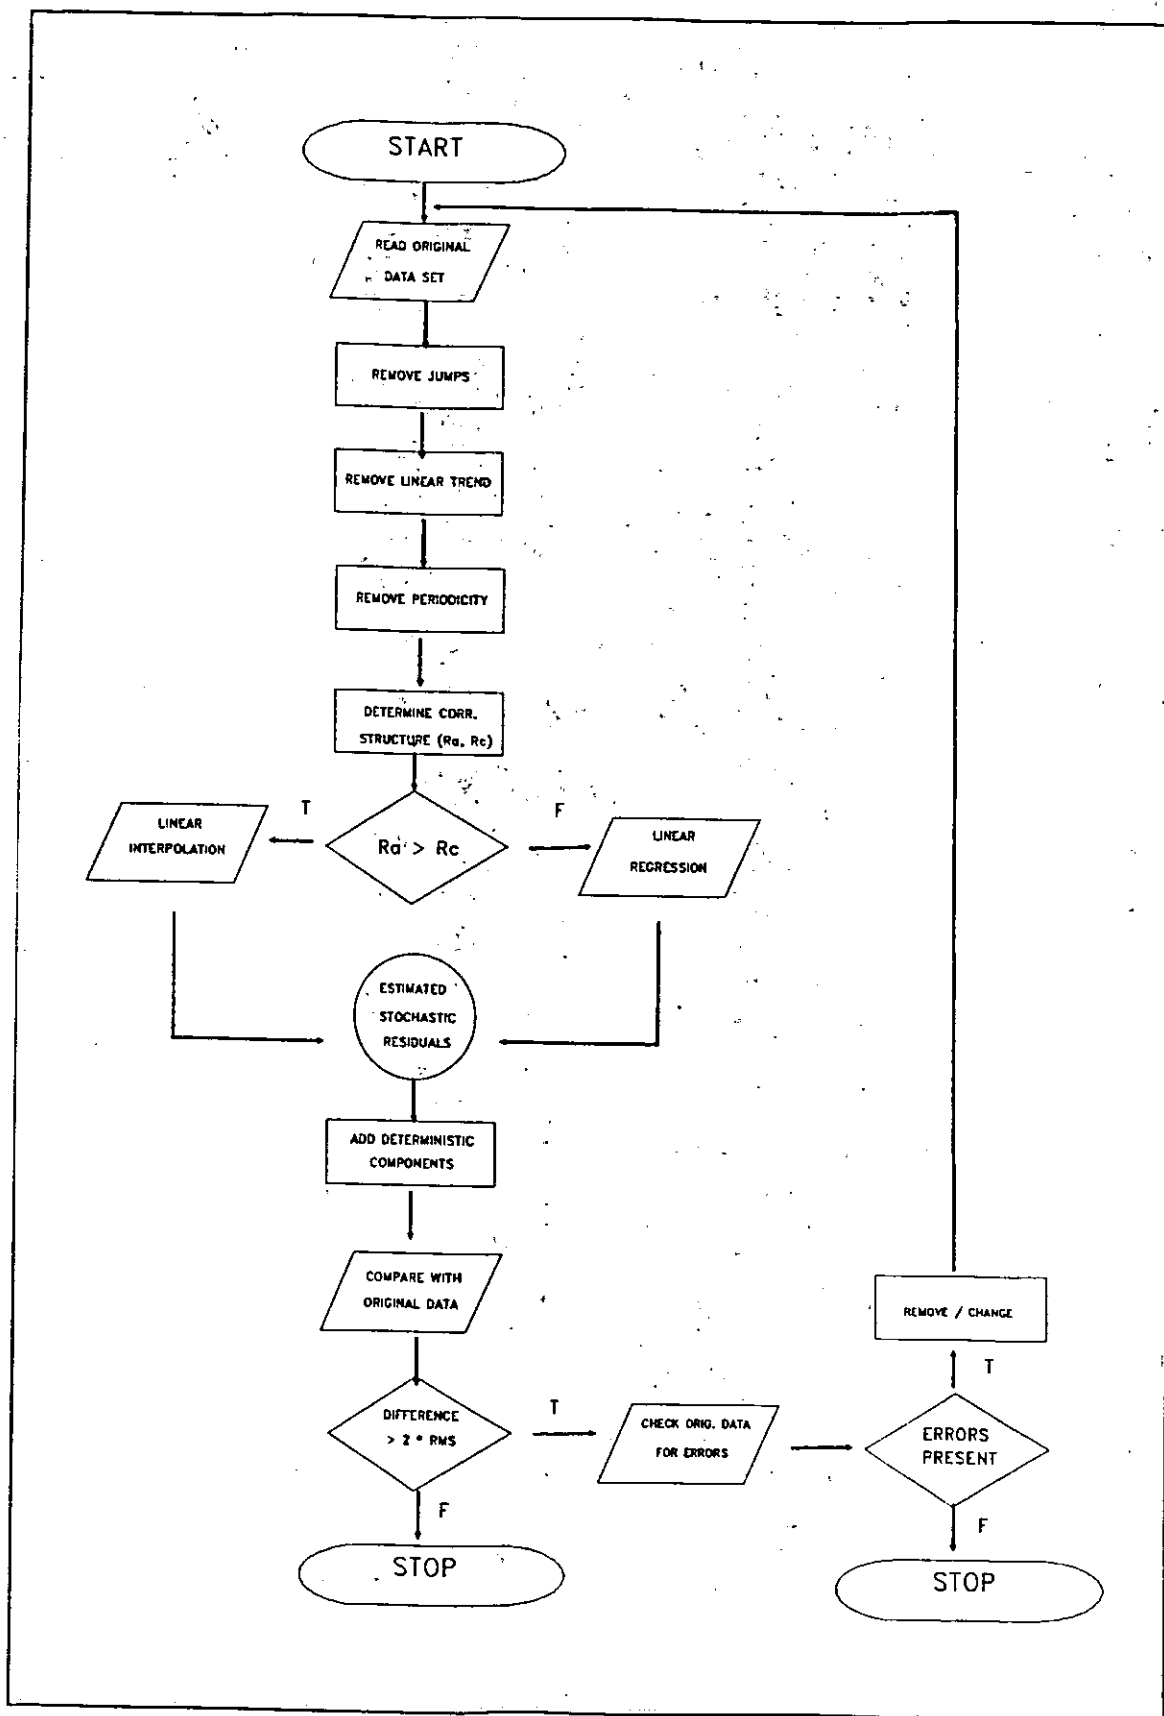 START
READ ORIGINAL
DATA SET
REMOVE JUMPS
REMOVE LINEAR TREND
REMOVE PERIODICITY
DETERMINE CORR.
STRUCTURE (Ra, Rc)
T
F
LINEAR
INTERPOLATION
Ra > Rc
LINEAR
REGRESSION
ESTIMATED
STOCHASTIC
RESIDUALS
ADD DETERMINISTIC
COMPONENTS
COMPARE WITH
ORIGINAL DATA
REMOVE / CHANGE
T
DIFFERENCE
> 2 * RMS
T
CHECK ORIG. DATA
FOR ERRORS
ERRORS
PRESENT
F
F
STOP
STOP